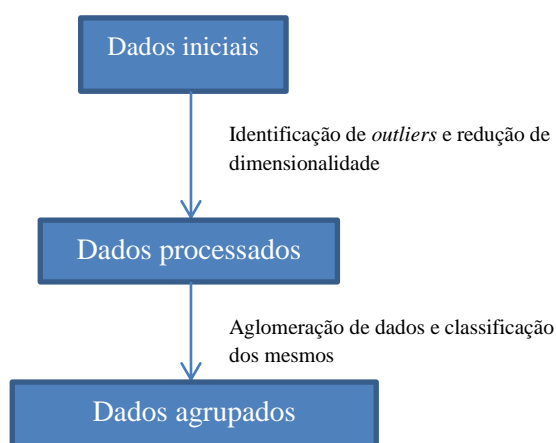 Dados iniciais
Identificação de outliers e redução de
dimensionalidade
Dados processados
Aglomeração de dados e classificação
dos mesmos
Dados agrupados